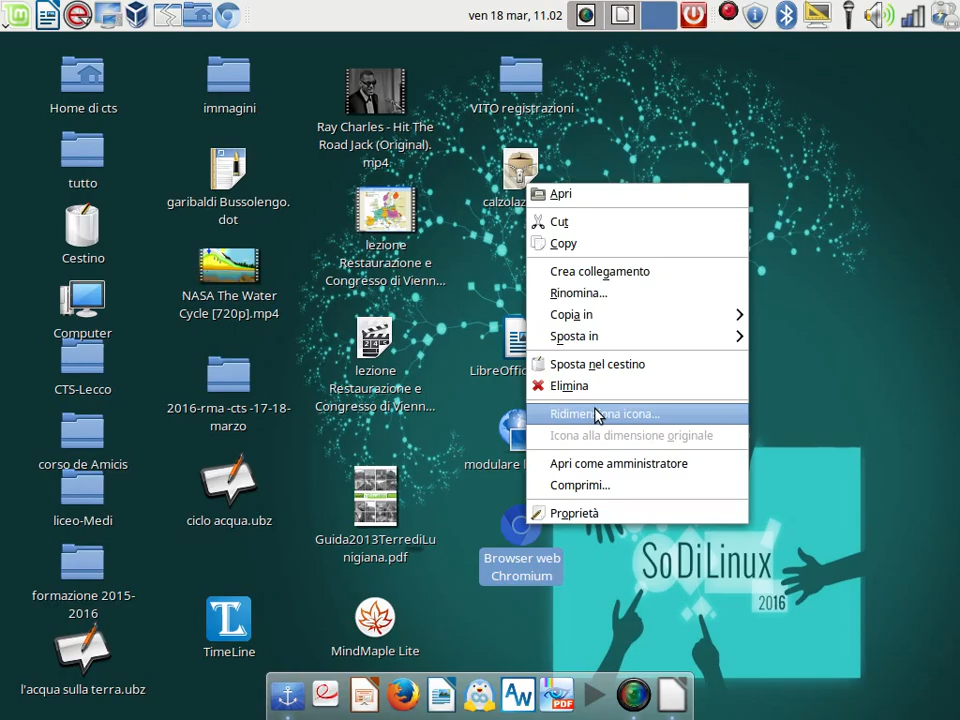 ven 18 mar, 11.02
Home di cts
immagini
Ray Charles - Hit The
Road Jack (Original).
mp4
VITO registrazioni
tutto
garibaldi Bussolengo.
dot
lezione
Restaurazione e
Congresso di Vienn...
Cestino
NASA The Water
Cycle [720p].mp4
Computer
lezione
Restaurazione e
Congresso di Vienn...
CTS-Lecco
2016-rma -cts -17-18-
marzo
corso de Amicis
liceo-Medi
ciclo acqua.ubz
Guida2013TerrediLu
nigiana.pdf
Browser web
Chromium
formazione 2015-
2016
TimeLine
MindMaple Lite
l'acqua sulla terra.ubz
Apri
Cut
Copy
Crea collegamento
Rinomina...
Copia in
Sposta in
Sposta nel cestino
Elimina
Ridimensiona icona...
Icona alla dimensione originale
Apri come amministratore
Comprimi...
Proprietà
SoDiLinux
2016
AW
PDF